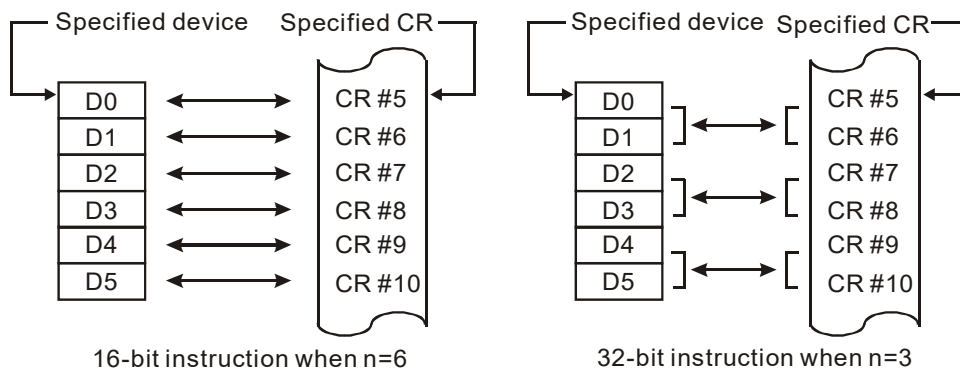 Specified device Specified CR
D0 CR #5
D1 CR #6
D2 CR #7
D3 CR #8
D4 CR #9
D5 CR #10
16-bit instruction when n=6
Specified device Specified CR
D0 CR #5
D1 CR #6
D2 CR #7
D3 CR #8
D4 CR #9
D5 CR #10
32-bit instruction when n=3